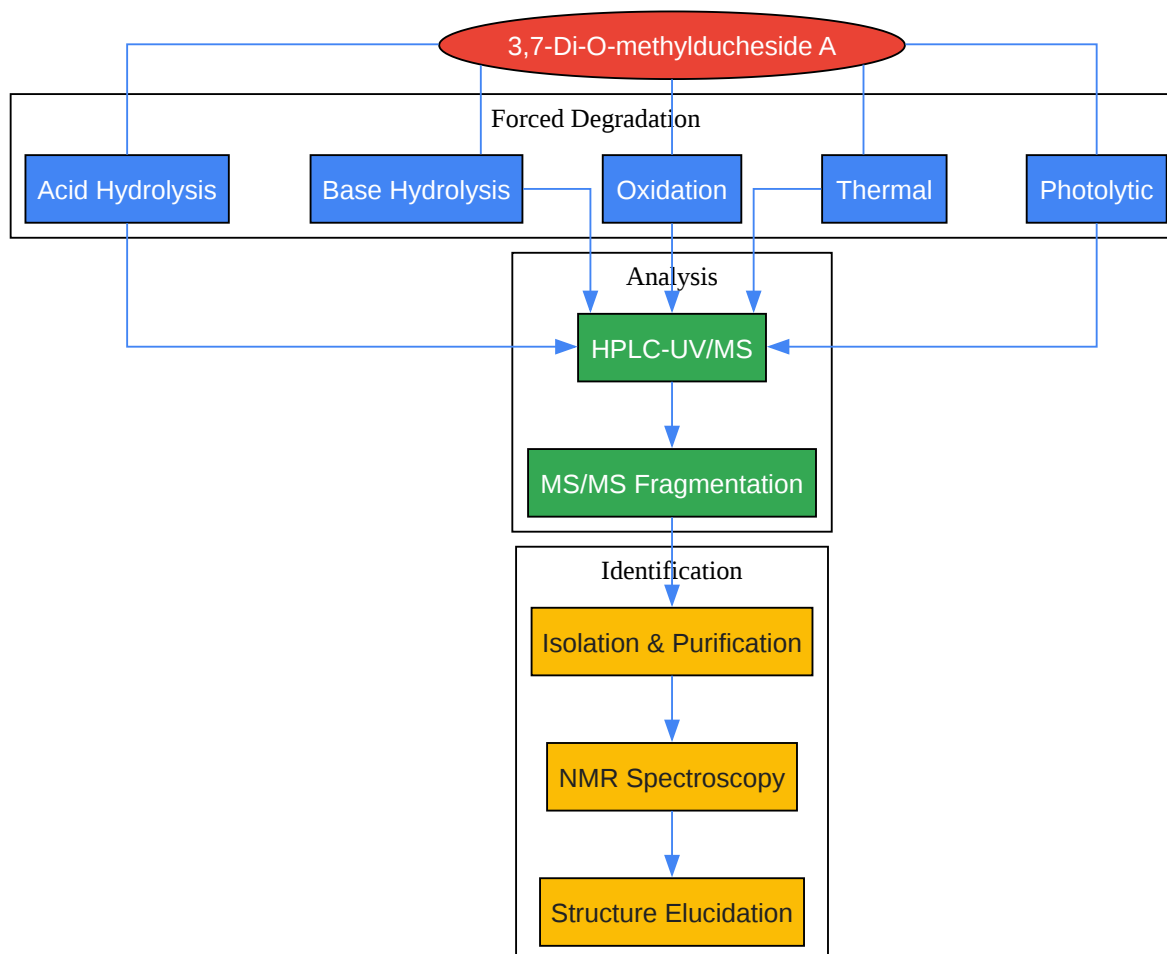 3,7-Di-O-methylducheside A
Forced Degradation
Acid Hydrolysis
Base Hydrolysis
Oxidation
Thermal
Photolytic
Analysis
HPLC-UV/MS
MS/MS Fragmentation
Identification
Isolation & Purification
NMR Spectroscopy
Structure Elucidation